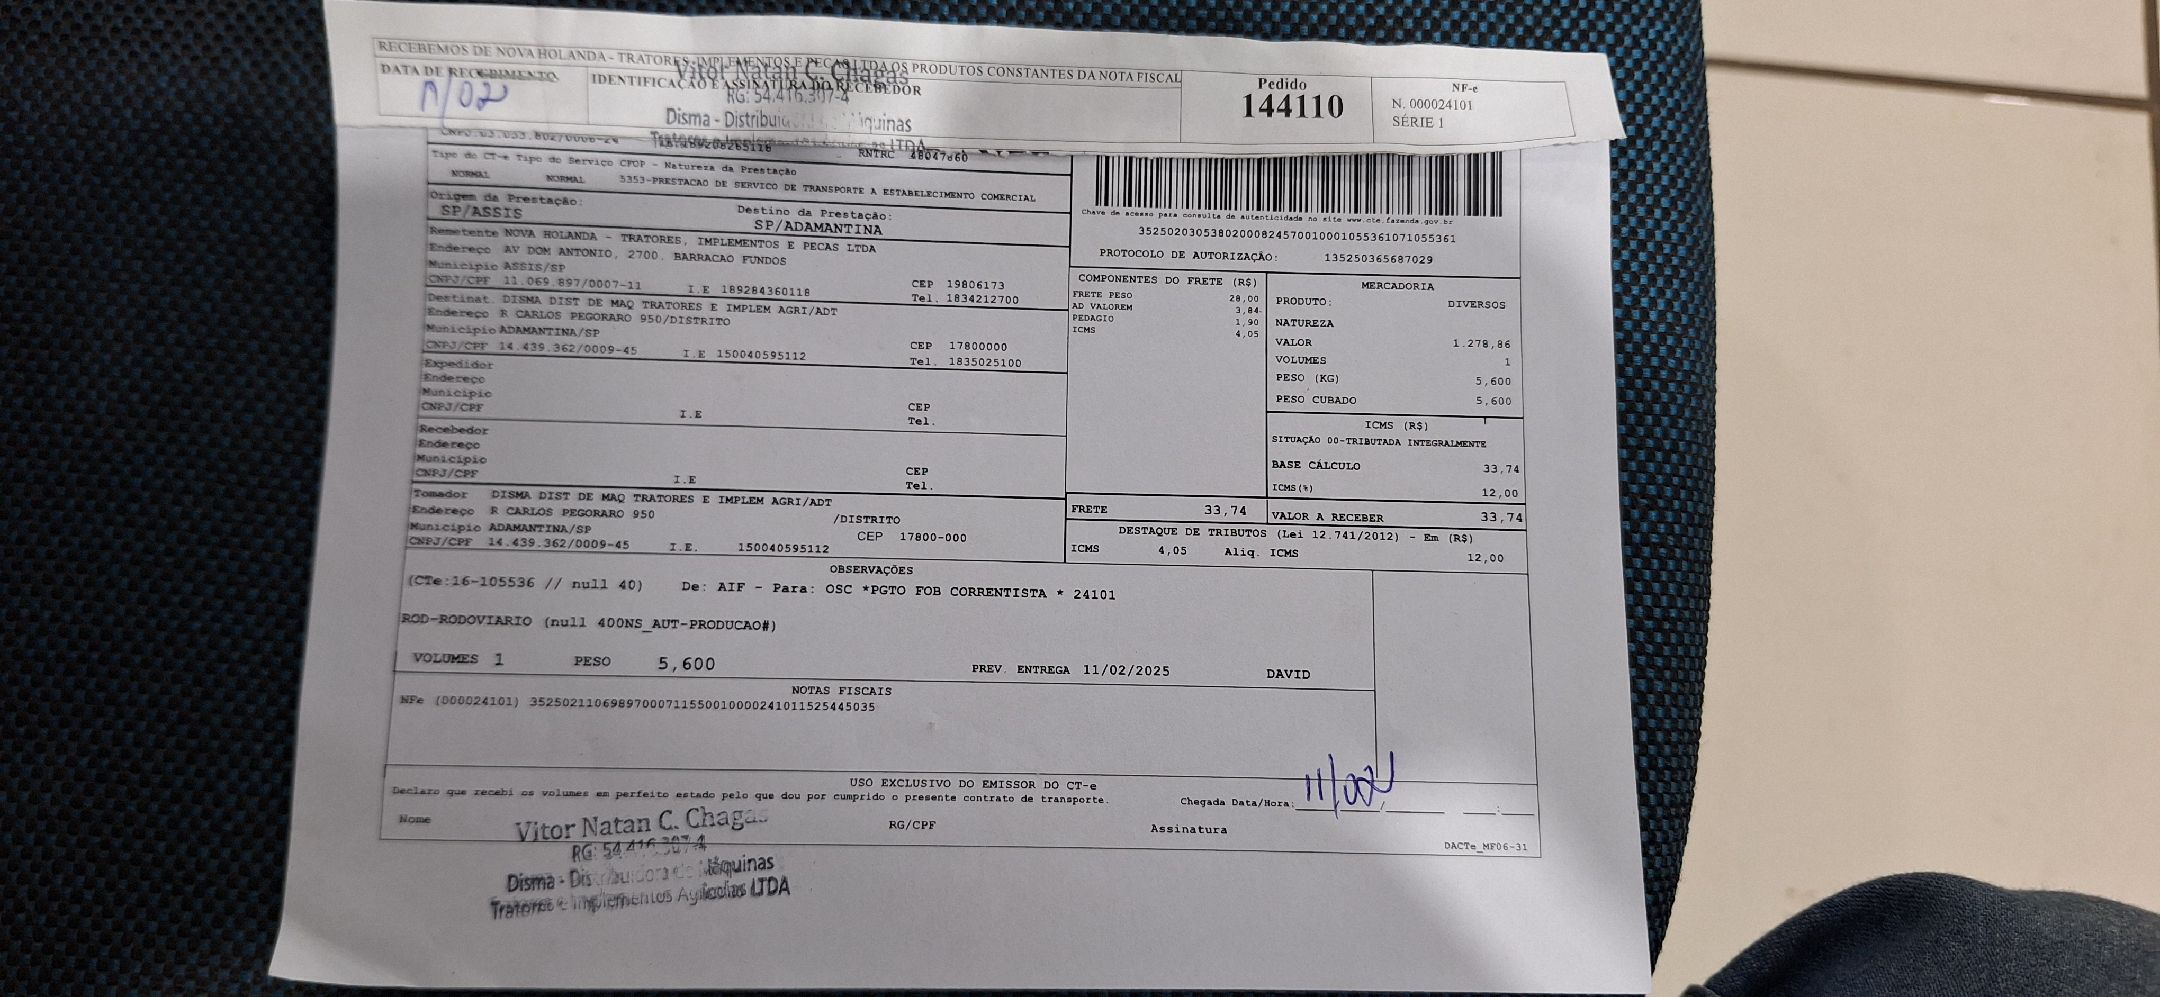 RECEBEMOS DE NOVA HOLANDA - TRATORES, IMPLEMENTOS E PEÇAS LTDA OS PRODUTOS CONSTANTES DA NOTA FISCAL
DATA DE RECEBIMENTO
IDENTIFICAÇÃO E ASSINATURA DO RECEBEDOR
Vitor Natan C. Chagas
RG: 54.416.307-4
Disma - Distribuidora de Máquinas
/02
Pedido
144110
NF-e
N. 000024101
SÉRIE 1
RNTRC 48047860
Tipo do CT-e Tipo do Serviço CFOP - Natureza da Prestação
NORMAL NORMAL 5353-PRESTACAO DE SERVICO DE TRANSPORTE A ESTABELECIMENTO COMERCIAL
Origem da Prestação:
SP/ASSIS
Destino da Prestação:
SP/ADAMANTINA
Chave de acesso para consulta de autenticidade no site www.cte.fazenda.gov.br
35250203053802000824570010001055361071055361
PROTOCOLO DE AUTORIZAÇÃO: 135250365687029
Remetente NOVA HOLANDA - TRATORES, IMPLEMENTOS E PECAS LTDA
Endereço AV DOM ANTONIO, 2700. BARRACAO FUNDOS
Município ASSIS/SP CEP 19806173
CNPJ/CPF 11.069.897/0007-11 I.E 189284360118 Tel. 1834212700
Destinat. DISMA DIST DE MAQ TRATORES E IMPLEM AGRI/ADT
Endereço R CARLOS PEGORARO 950/DISTRITO
Município ADAMANTINA/SP CEP 17800000
CNPJ/CPF 14.439.362/0009-45 I.E 150040595112 Tel. 1835025100
Expedidor
Endereço
Município CEP
CNPJ/CPF I.E Tel.
Recebedor
Endereço
Município CEP
CNPJ/CPF I.E Tel.
Tomador DISMA DIST DE MAQ TRATORES E IMPLEM AGRI/ADT
Endereço R CARLOS PEGORARO 950 /DISTRITO
Município ADAMANTINA/SP CEP 17800-000
CNPJ/CPF 14.439.362/0009-45 I.E. 150040595112
COMPONENTES DO FRETE (R$)
FRETE PESO 28,00
AD VALOREM 3,84
PEDAGIO 1,90
ICMS 4,05
MERCADORIA
PRODUTO: DIVERSOS
NATUREZA
VALOR 1.278,86
VOLUMES 1
PESO (KG) 5,600
PESO CUBADO 5,600
ICMS (R$)
SITUAÇÃO 00-TRIBUTADA INTEGRALMENTE
BASE CÁLCULO 33,74
ICMS(%) 12,00
FRETE 33,74
VALOR A RECEBER 33,74
DESTAQUE DE TRIBUTOS (Lei 12.741/2012) - Em (R$)
ICMS 4,05 Aliq. ICMS 12,00
OBSERVAÇÕES
(CTe:16-105536 // null 40) De: AIF - Para: OSC *PGTO FOB CORRENTISTA * 24101
ROD-RODOVIARIO (null 400NS_AUT-PRODUCAO#)
VOLUMES 1 PESO 5,600 PREV. ENTREGA 11/02/2025 DAVID
NOTAS FISCAIS
NFe (000024101) 35250211069897000711550010000241011525445035
USO EXCLUSIVO DO EMISSOR DO CT-e
Declaro que recebi os volumes em perfeito estado pelo que dou por cumprido o presente contrato de transporte.
Chegada Data/Hora: 11/02
Nome RG/CPF Assinatura
Vitor Natan C. Chagas
RG: 54.416.307-4
Disma - Distribuidora de Máquinas
Tratores e Implementos Agrícolas LTDA
DACTe_MF06-31